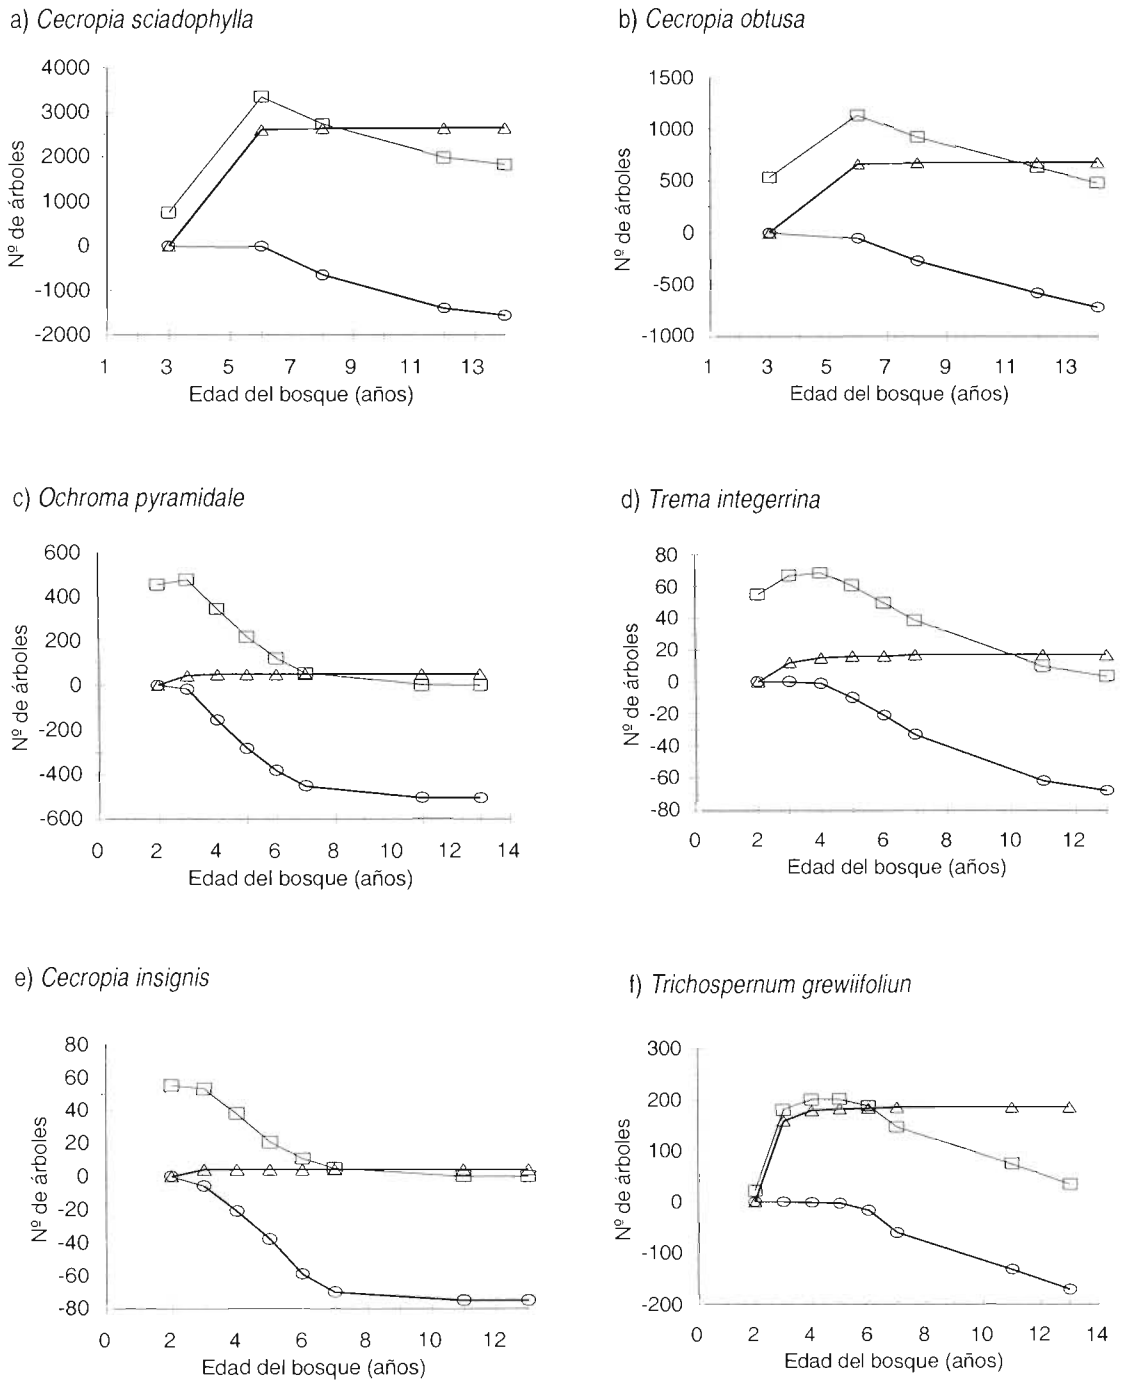 a) Cecropia sciadophylla
4000
3000
2000
1000
0
-1000
-2000
Nº de árboles
1 3 5 7 9 11 13
Edad del bosque (años)
b) Cecropia obtusa
1500
1000
500
0
-500
-1000
Nº de árboles
1 3 5 7 9 11 13
Edad del bosque (años)
c) Ochroma pyramidale
600
400
200
0
-200
-400
-600
Nº de árboles
0 2 4 6 8 10 12 14
Edad del bosque (años)
d) Trema integerrina
80
60
40
20
0
-20
-40
-60
-80
Nº de árboles
0 2 4 6 8 10 12
Edad del bosque (años)
e) Cecropia insignis
80
60
40
20
0
-20
-40
-60
-80
Nº de árboles
0 2 4 6 8 10 12
Edad del bosque (años)
f) Trichospernum grewiifoliun
300
200
100
0
-100
-200
Nº de árboles
0 2 4 6 8 10 12 14
Edad del bosque (años)